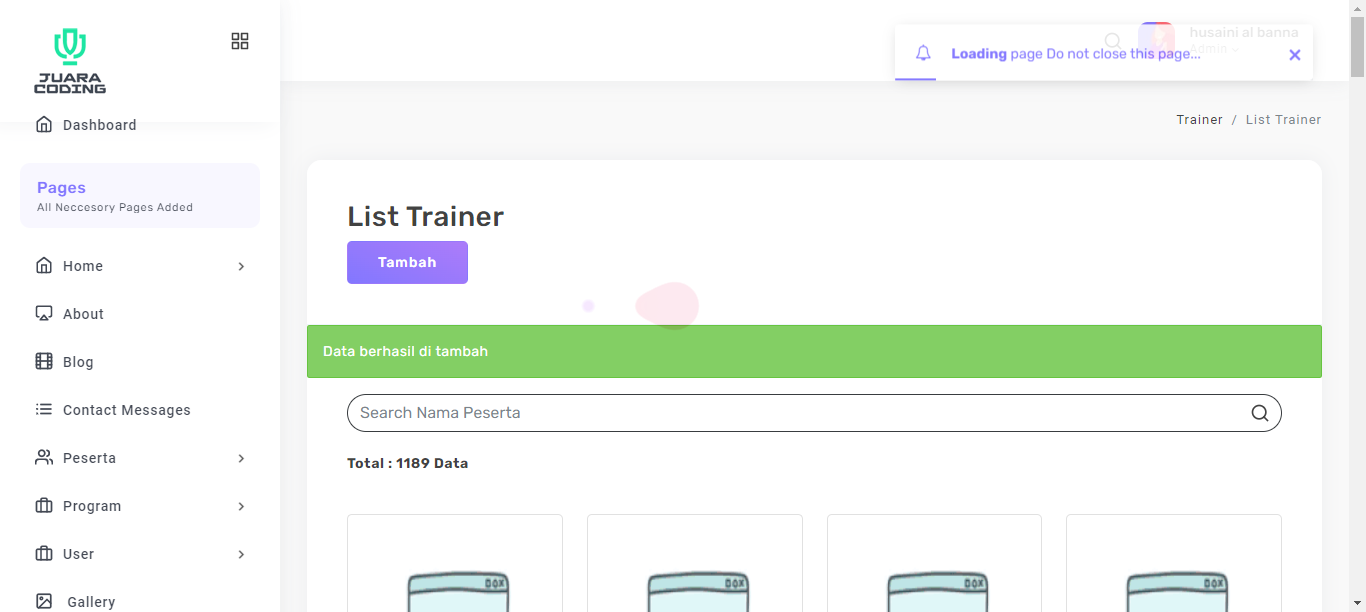 JUARA
CODING
husaini al banna
Admin
Loading page Do not close this page...
Dashboard
Trainer / List Trainer
Pages
All Neccesory Pages Added
List Trainer
Tambah
Home
About
Data berhasil di tambah
Blog
Search Nama Peserta
Contact Messages
Peserta
Total : 1189 Data
Program
User
BOX BOX BOX BOX
Gallery